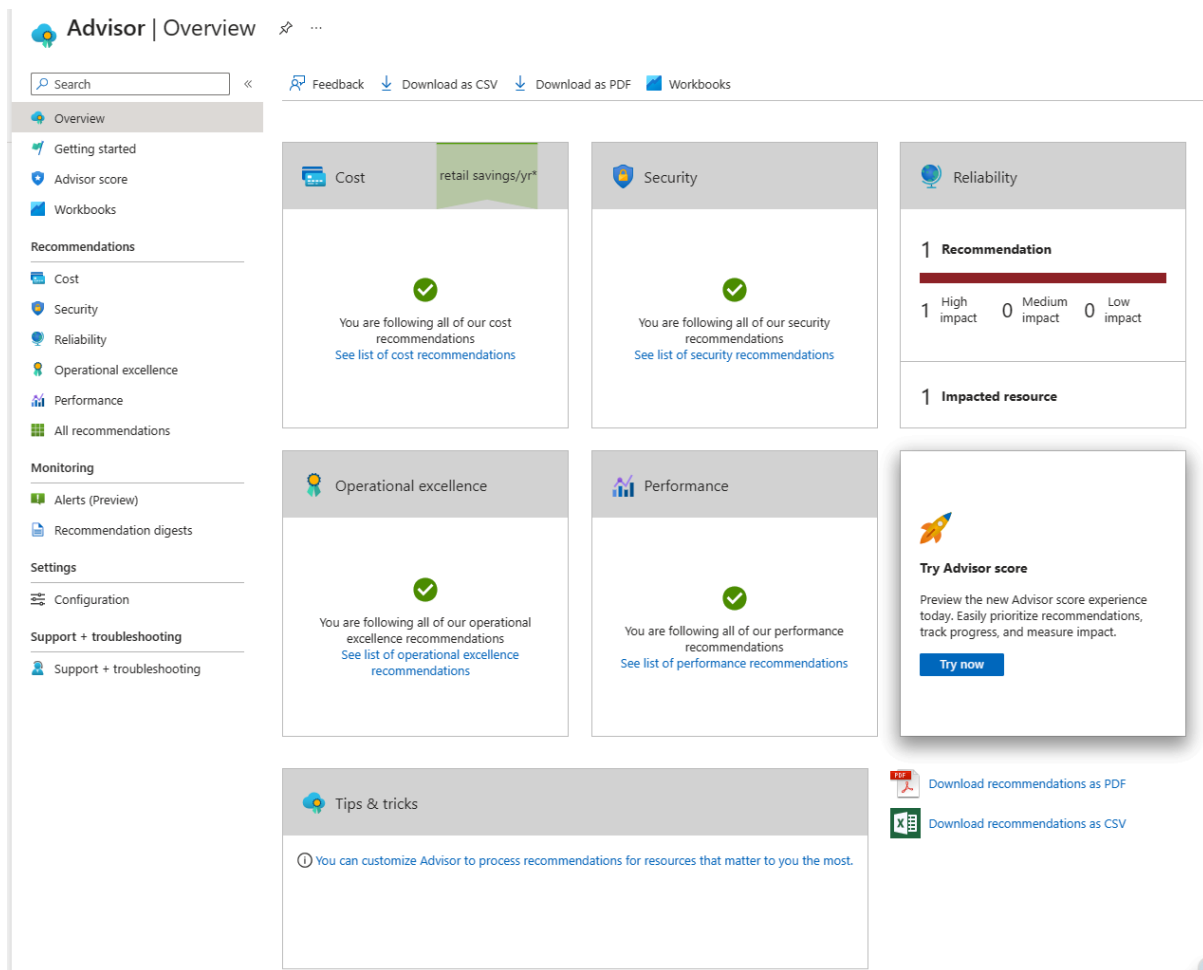 Advisor | Overview
Search
«
Feedback
Download as CSV
Download as PDF
Workbooks
Overview
Getting started
Advisor score
Workbooks
Recommendations
Cost
Security
Reliability
Operational excellence
Performance
All recommendations
Monitoring
Alerts (Preview)
Recommendation digests
Settings
Configuration
Support + troubleshooting
Support + troubleshooting
Cost
retail savings/yr*
You are following all of our cost
recommendations
See list of cost recommendations
Security
You are following all of our security
recommendations
See list of security recommendations
Reliability
1 Recommendation
1 High impact
0 Medium impact
0 Low impact
1 Impacted resource
Operational excellence
You are following all of our operational
excellence recommendations
See list of operational excellence
recommendations
Performance
You are following all of our performance
recommendations
See list of performance recommendations
Try Advisor score
Preview the new Advisor score experience
today. Easily prioritize recommendations,
track progress, and measure impact.
Try now
Tips & tricks
You can customize Advisor to process recommendations for resources that matter to you the most.
PDF
Download recommendations as PDF
X
Download recommendations as CSV